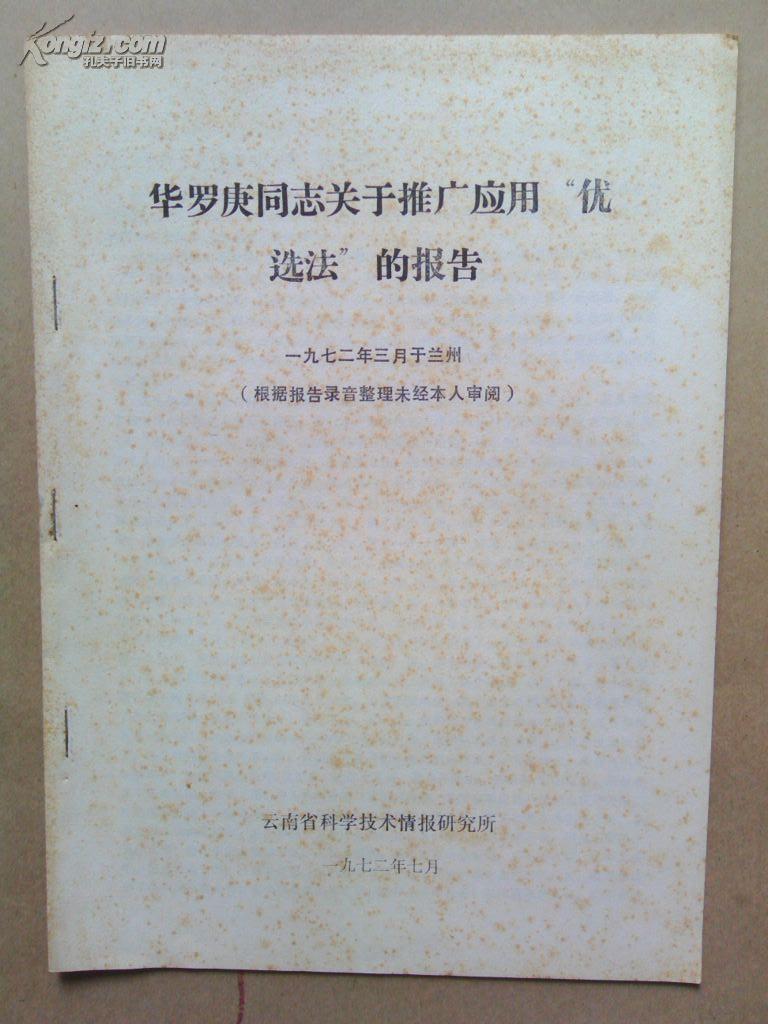 Kongfz.com
孔夫子旧书网
华罗庚同志关于推广应用“优
选法”的报告
一九七二年三月于兰州
（根据报告录音整理未经本人审阅）
云南省科学技术情报研究所
一九七二年七月